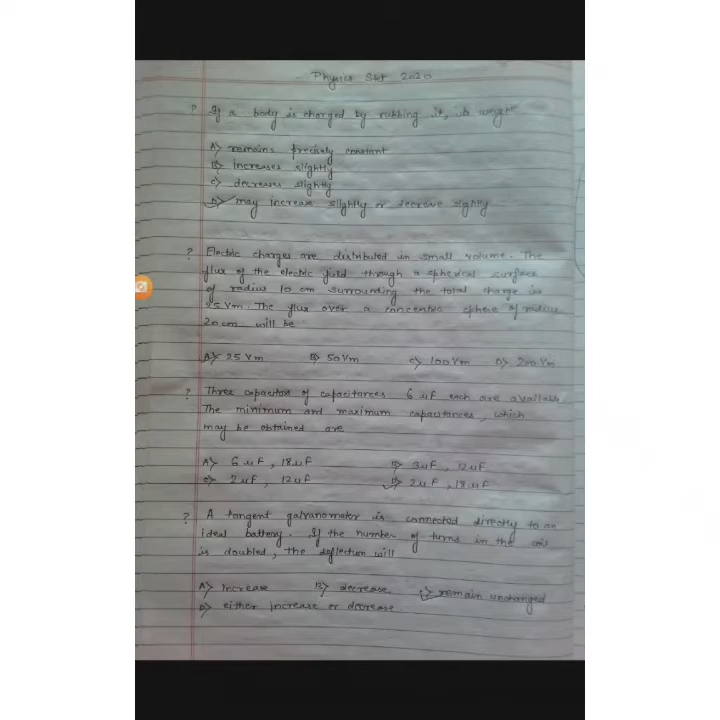 Physics Set 2020
? If a body is charged by rubbing it, its weight
A> remains precisely constant
B> increases slightly
C> decreases slightly
D> may increase slightly or decrease slightly
? Electric charges are distributed in small volume. The
flux of the electric field through a spherical surface
of radius 10 cm surrounding the total charge is
25 Vm. The flux over a concentric sphere of radius
20 cm will be
A> 25 Vm B> 50 Vm C> 100 Vm D> 200 Vm
? Three capacitors of capacitances 6 uF each are available
The minimum and maximum capacitances, which
may be obtained are
A> 6 uF, 18 uF B> 3 uF, 12 uF
C> 2 uF, 12 uF D> 2 uF, 18 uF
? A tangent galvanometer is connected directly to an
ideal battery. If the number of turns in the coil
is doubled, the deflection will
A> Increase B> decrease C> remain unchanged
D> either increase or decrease